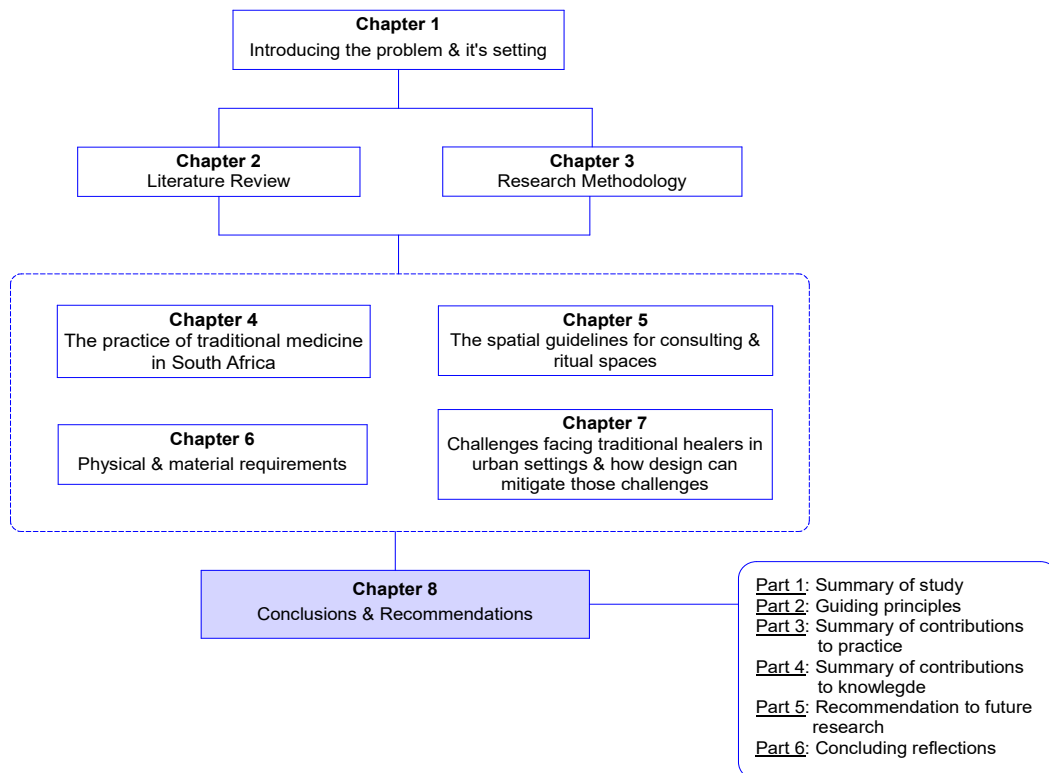 Chapter 1
Introducing the problem & it's setting
Chapter 2
Literature Review
Chapter 3
Research Methodology
Chapter 4
The practice of traditional medicine
in South Africa
Chapter 5
The spatial guidelines for consulting &
ritual spaces
Chapter 6
Physical & material requirements
Chapter 7
Challenges facing traditional healers in
urban settings & how design can
mitigate those challenges
Chapter 8
Conclusions & Recommendations
Part 1: Summary of study
Part 2: Guiding principles
Part 3: Summary of contributions
to practice
Part 4: Summary of contributions
to knowlegde
Part 5: Recommendation to future
research
Part 6: Concluding reflections